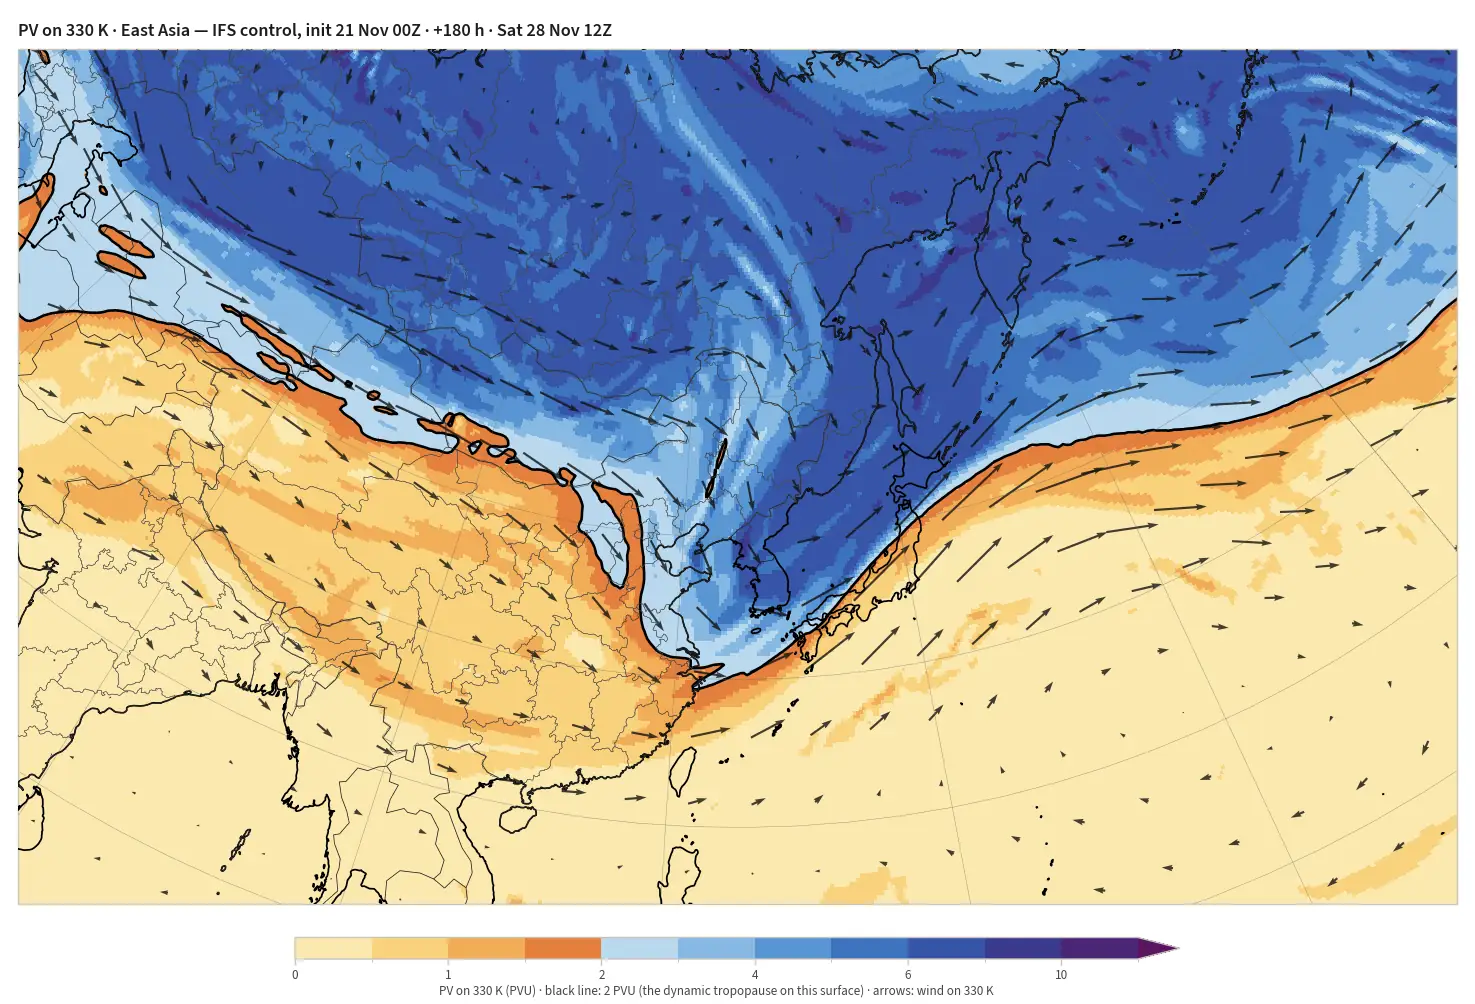 PV on 330 K · East Asia — IFS control, init 21 Nov 00Z · +180 h · Sat 28 Nov 12Z
0 1 2 4 6 10
PV on 330 K (PVU) · black line: 2 PVU (the dynamic tropopause on this surface) · arrows: wind on 330 K